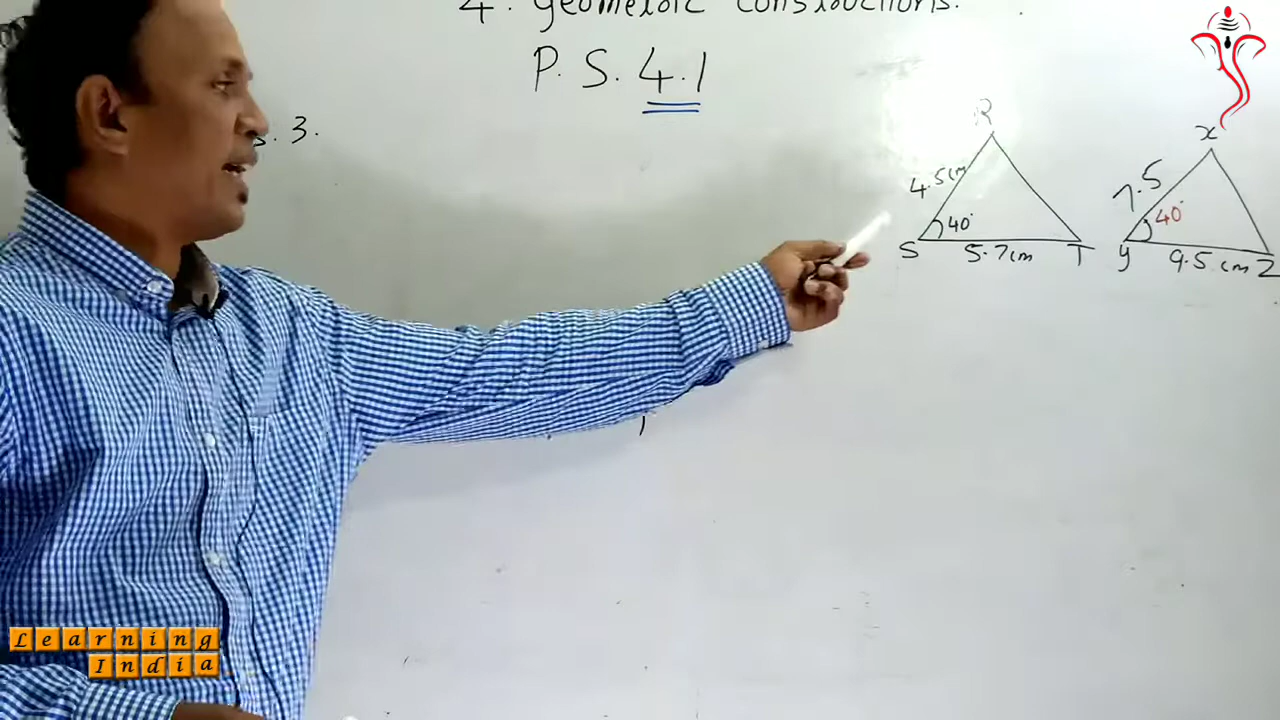 4. Geometric constructions.
P. S. 4.1
s. 3.
R
4.5cm
40°
S
5.7cm
T
x
7.5
40°
y
9.5 cm
Z
Learning
India